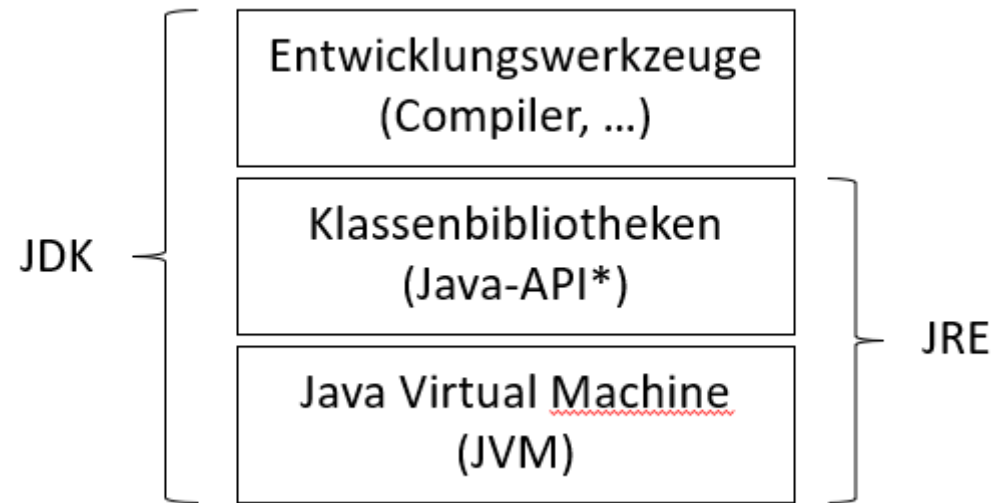 Entwicklungswerkzeuge
(Compiler, ...)
Klassenbibliotheken
(Java-API*)
JDK
JRE
Java Virtual Machine
(JVM)